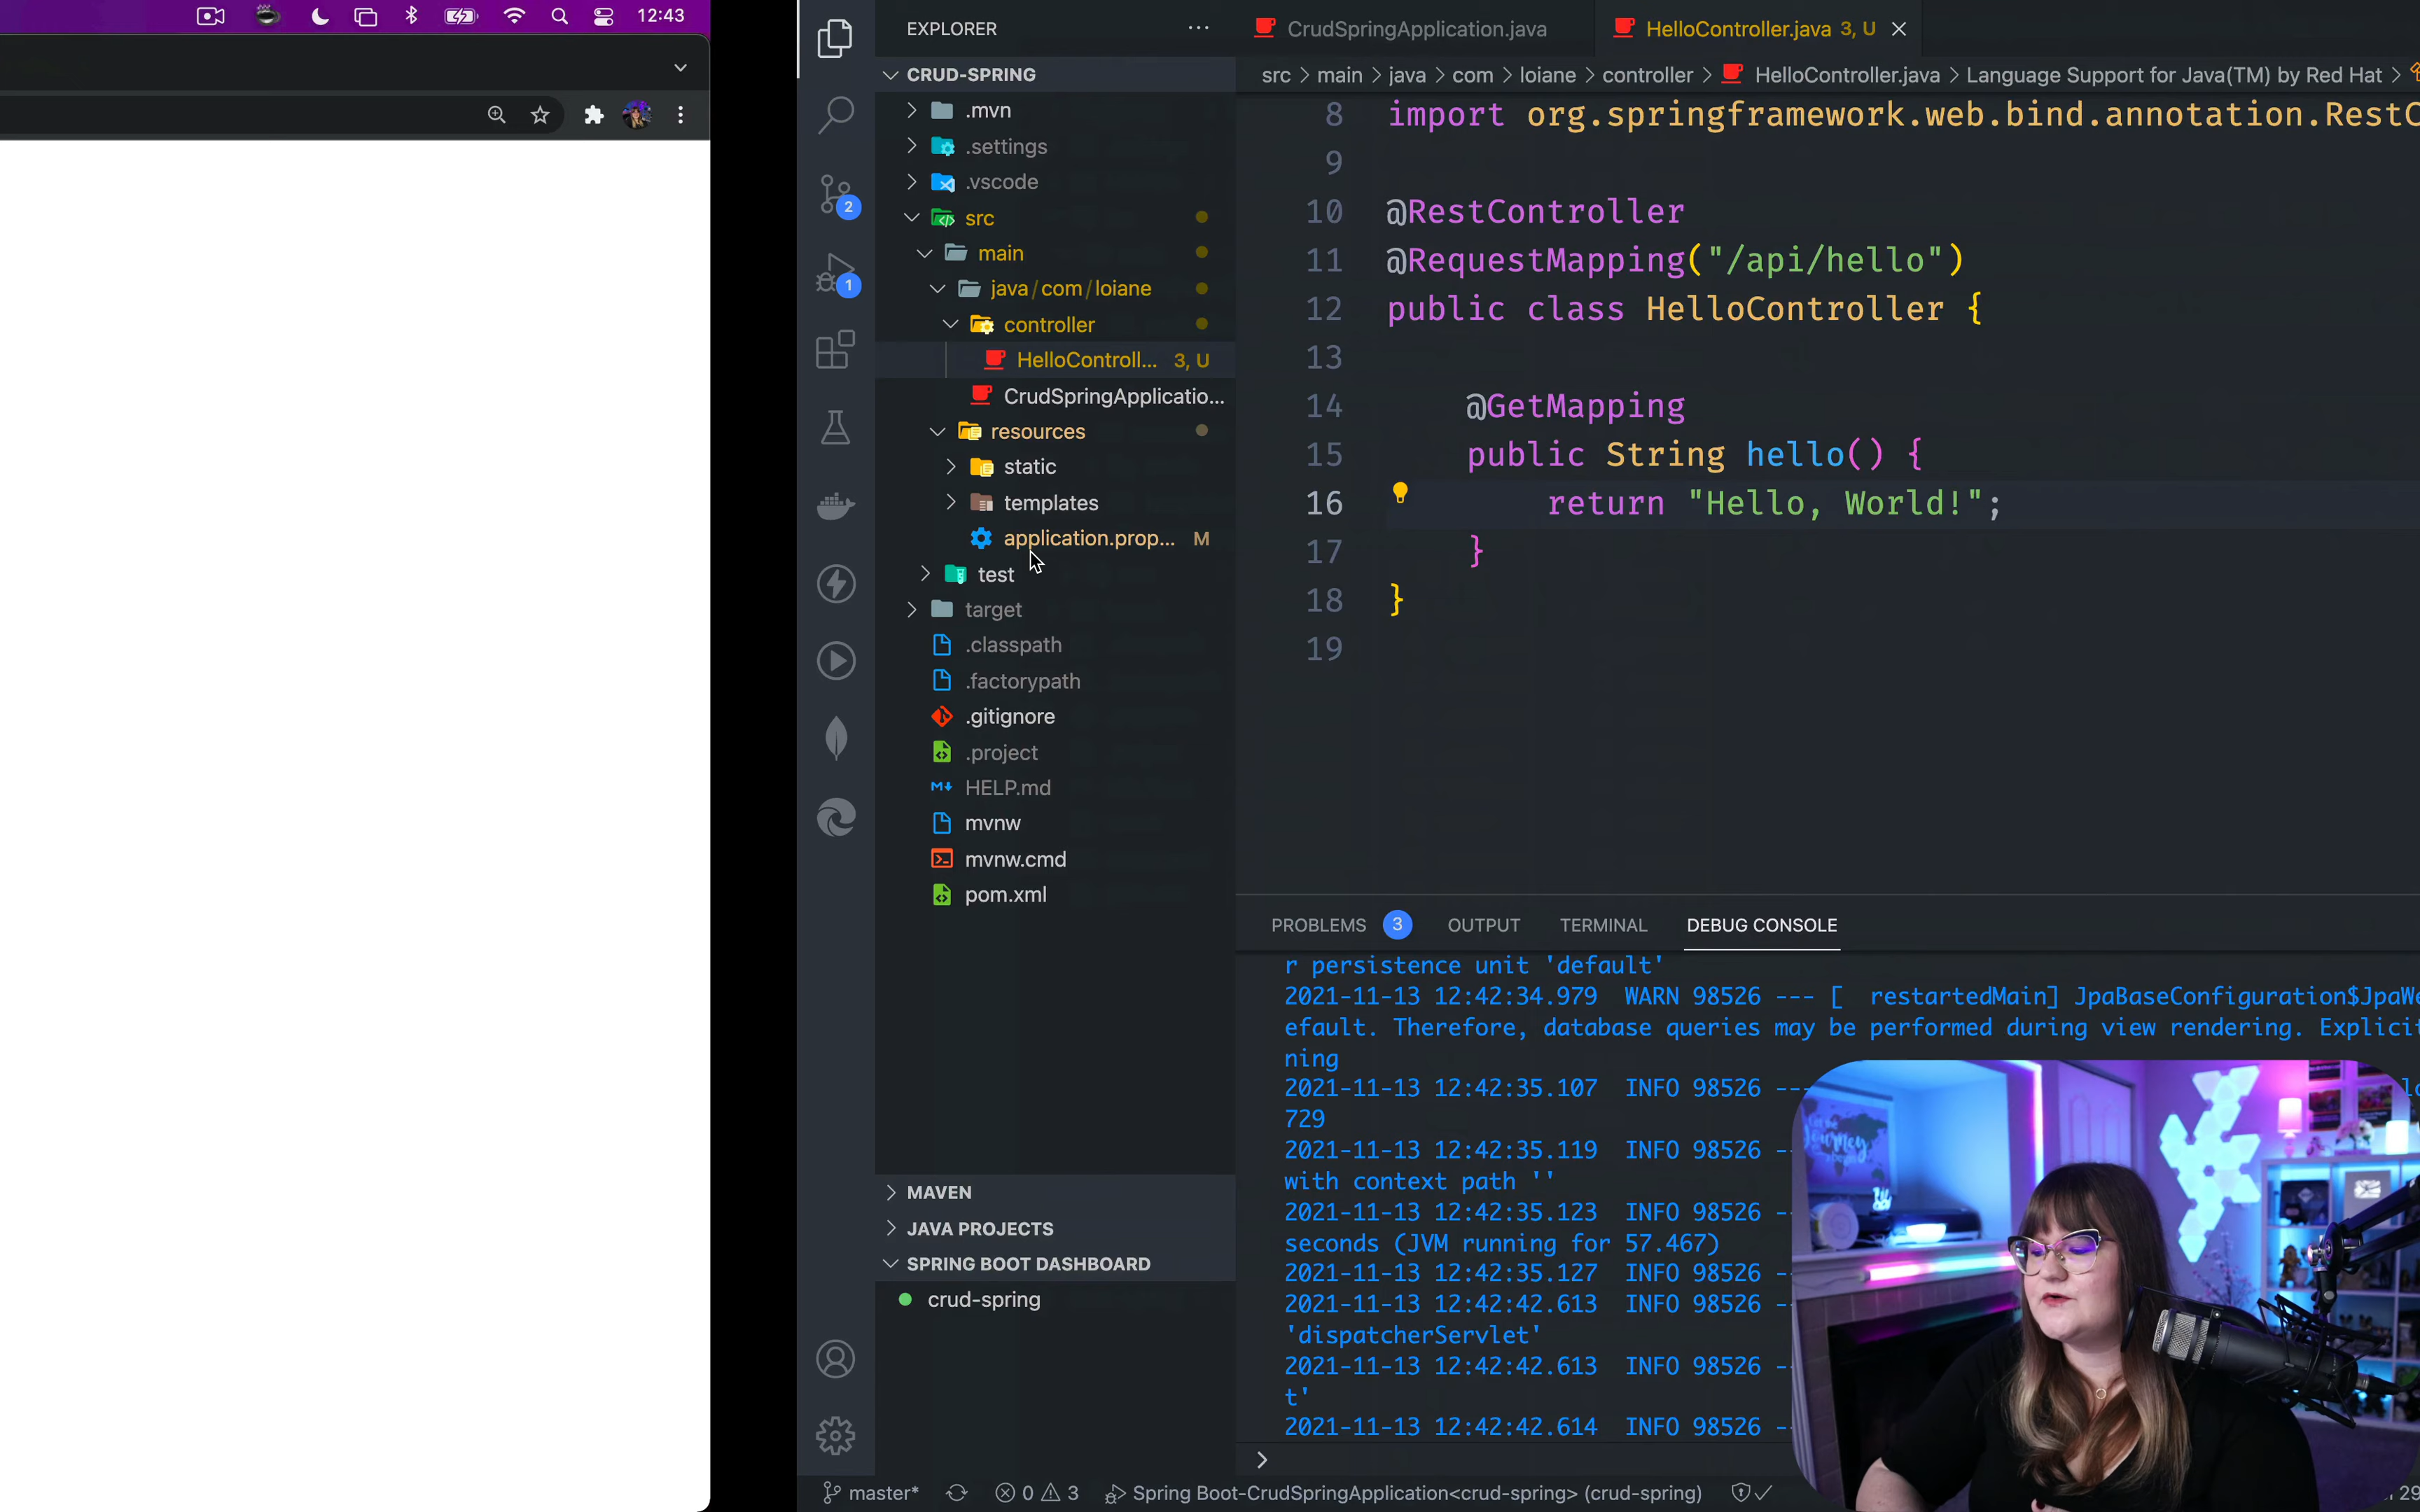 12:43
EXPLORER
CRUD-SPRING
.mvn
.settings
.vscode
2
src
main
1
java/com/loiane
controller
HelloControll... 3, U
CrudSpringApplicatio...
resources
static
templates
application.prop... M
test
target
.classpath
.factorypath
.gitignore
.project
HELP.md
mvnw
mvnw.cmd
pom.xml
MAVEN
JAVA PROJECTS
SPRING BOOT DASHBOARD
crud-spring
CrudSpringApplication.java HelloController.java 3, U
src > main > java > com > loiane > controller > HelloController.java > Language Support for Java(TM) by Red Hat >
8 import org.springframework.web.bind.annotation.RestC
9
10 @RestController
11 @RequestMapping("/api/hello")
12 public class HelloController {
13
14 @GetMapping
15 public String hello() {
16 return "Hello, World!";
17 }
18 }
19
PROBLEMS 3 OUTPUT TERMINAL DEBUG CONSOLE
r persistence unit 'default'
2021-11-13 12:42:34.979 WARN 98526 --- [ restartedMain] JpaBaseConfiguration$JpaWe
efault. Therefore, database queries may be performed during view rendering. Explicit
ning
2021-11-13 12:42:35.107 INFO 98526 ---
729
2021-11-13 12:42:35.119 INFO 98526 --
with context path ''
2021-11-13 12:42:35.123 INFO 98526 --
seconds (JVM running for 57.467)
2021-11-13 12:42:35.127 INFO 98526 --
2021-11-13 12:42:42.613 INFO 98526 --
'dispatcherServlet'
2021-11-13 12:42:42.613 INFO 98526 --
t'
2021-11-13 12:42:42.614 INFO 98526 --
>
master* 0 3 Spring Boot-CrudSpringApplication<crud-spring> (crud-spring) 29